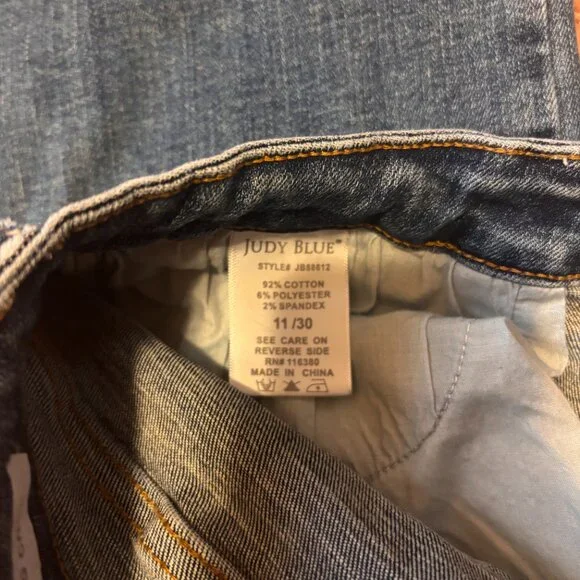 JUDY BLUE®
STYLE# JB88612
92% COTTON
6% POLYESTER
2% SPANDEX
11/30
SEE CARE ON
REVERSE SIDE
RN# 116380
MADE IN CHINA